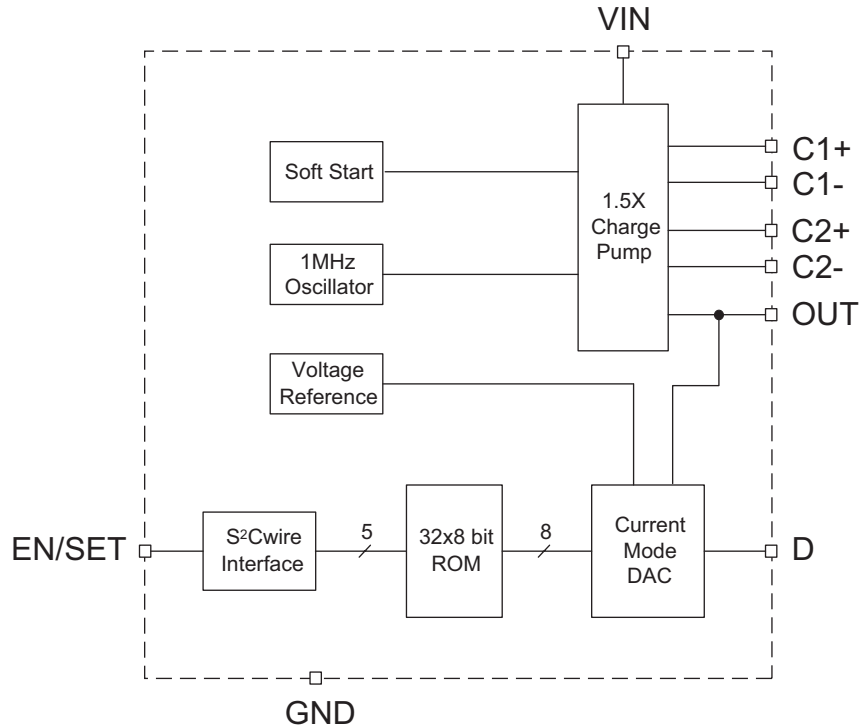 VIN
C1+
Soft Start
C1-
1.5X
Charge
Pump
C2+
1MHz
Oscillator
C2-
OUT
Voltage
Reference
EN/SET
S²Cwire
Interface
5
32x8 bit
ROM
8
Current
Mode
DAC
D
GND